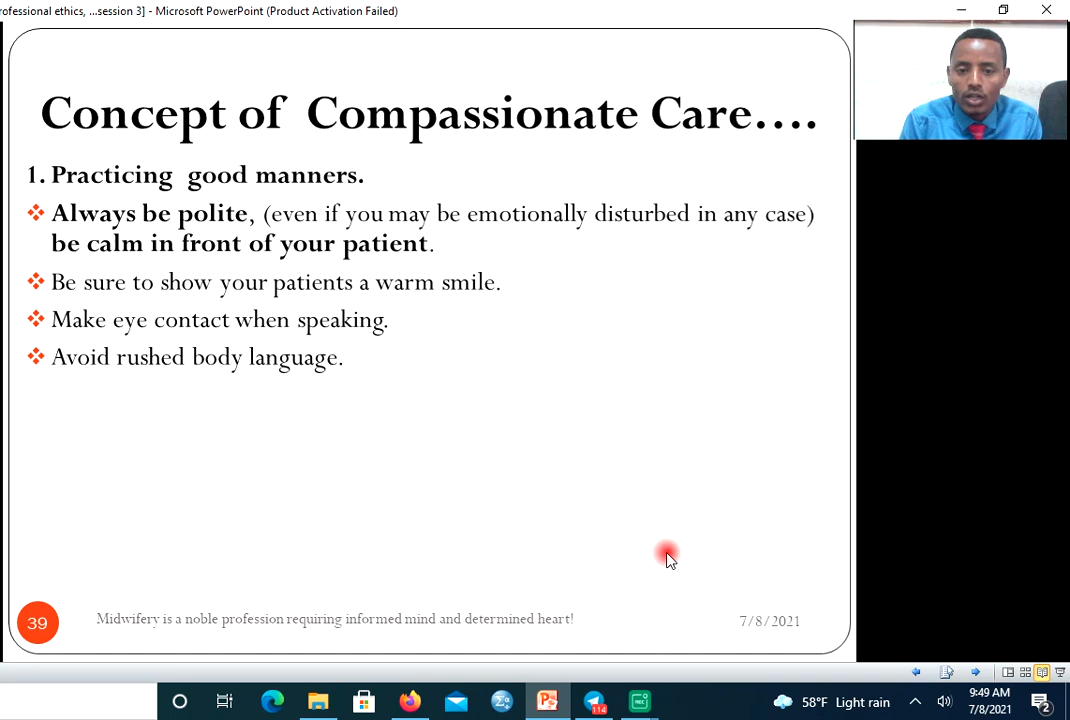 rofessional ethics, ...session 3] - Microsoft PowerPoint (Product Activation Failed)
Concept of Compassionate Care....
1. Practicing good manners.
Always be polite, (even if you may be emotionally disturbed in any case)
be calm in front of your patient.
Be sure to show your patients a warm smile.
Make eye contact when speaking.
Avoid rushed body language.
39
Midwifery is a noble profession requiring informed mind and determined heart!
7/8/2021
114
REC
58°F Light rain
9:49 AM
7/8/2021
2